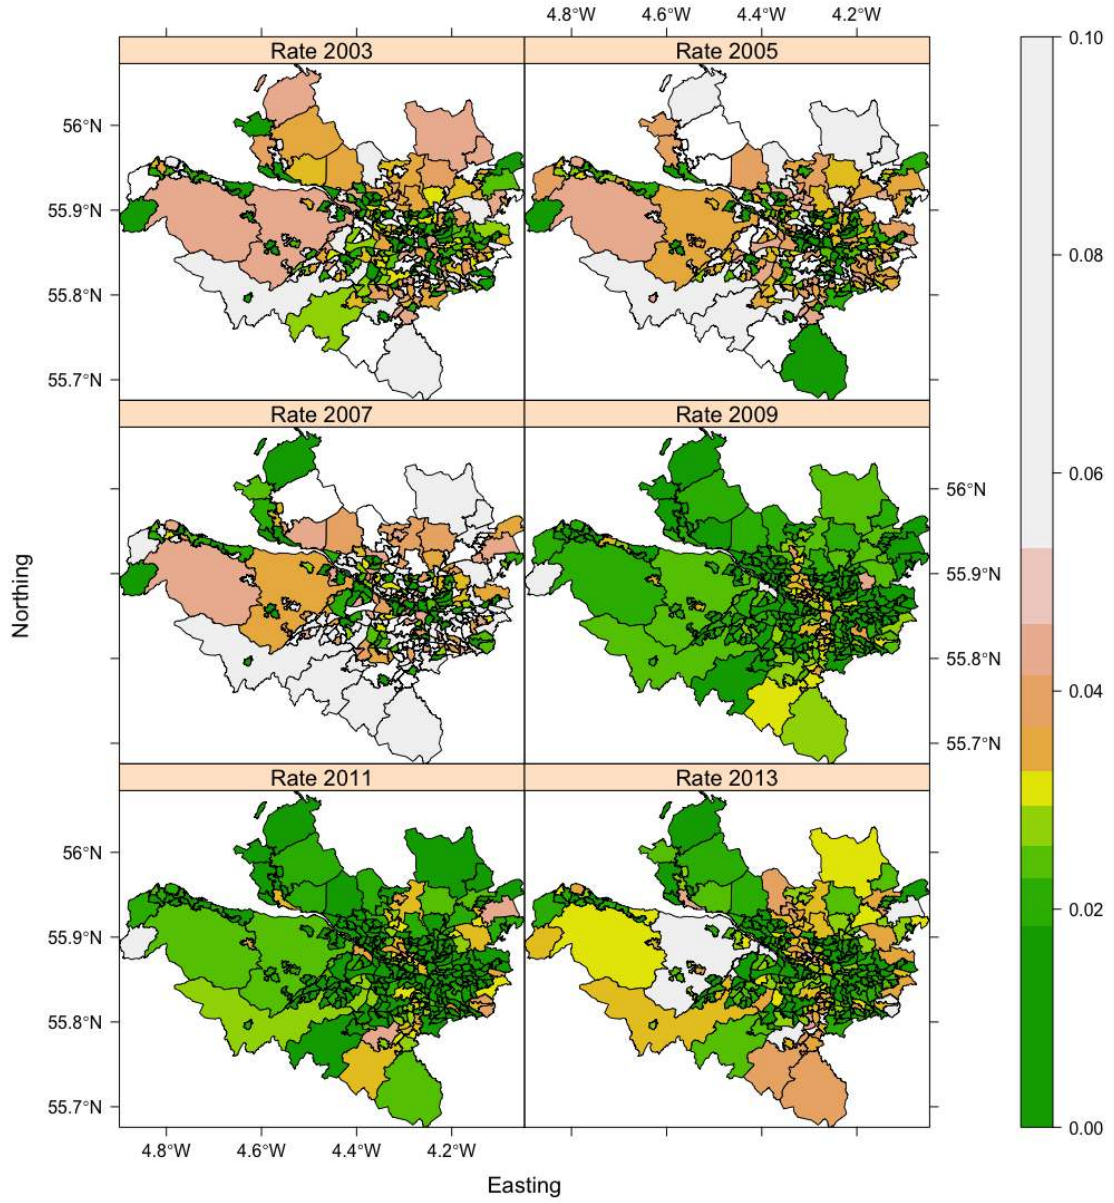 4.8°W 4.6°W 4.4°W 4.2°W
Rate 2003 Rate 2005
0.10
56°N
55.9°N
0.08
55.8°N
55.7°N
Rate 2007 Rate 2009
56°N
0.06
55.9°N
Northing
55.8°N
0.04
55.7°N
Rate 2011 Rate 2013
56°N
0.02
55.9°N
55.8°N
55.7°N
0.00
4.8°W 4.6°W 4.4°W 4.2°W
Easting